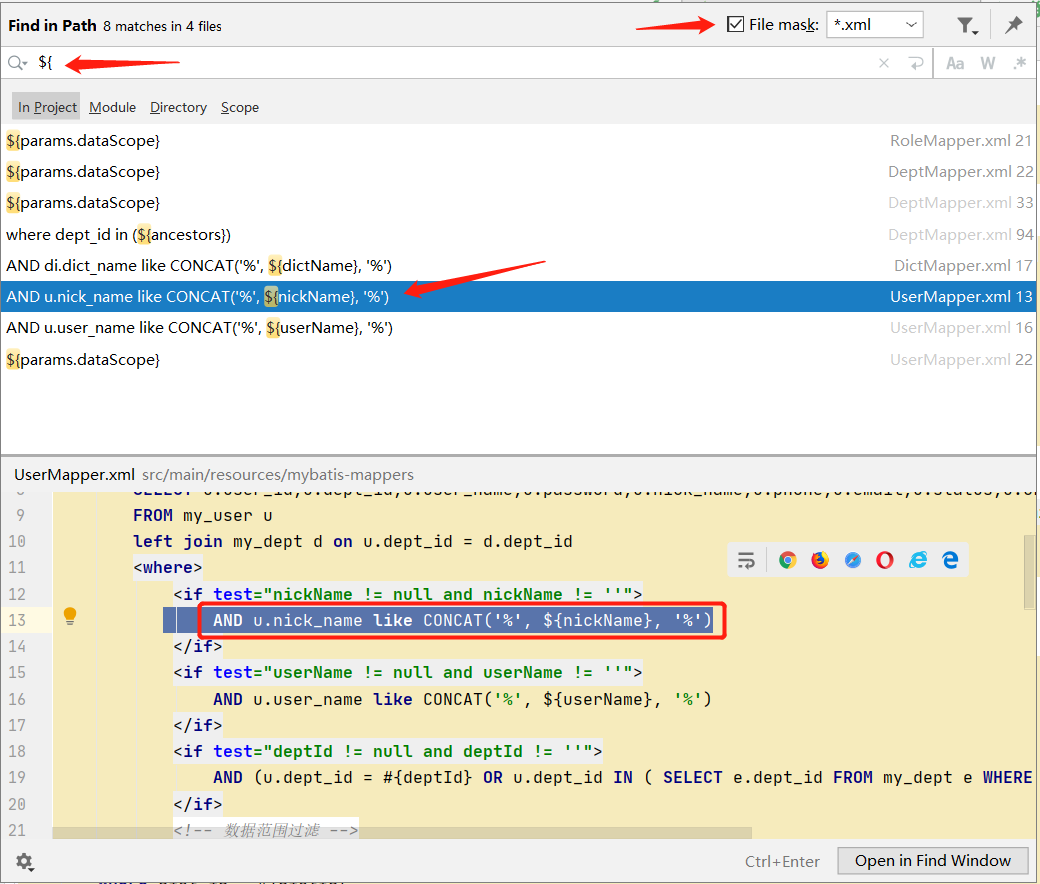 Find in Path 8 matches in 4 files File mask: *.xml
${ Aa W .*
In Project Module Directory Scope
${params.dataScope} RoleMapper.xml 21
${params.dataScope} DeptMapper.xml 22
${params.dataScope} DeptMapper.xml 33
where dept_id in (${ancestors}) DeptMapper.xml 94
AND di.dict_name like CONCAT('%', ${dictName}, '%') DictMapper.xml 17
AND u.nick_name like CONCAT('%', ${nickName}, '%') UserMapper.xml 13
AND u.user_name like CONCAT('%', ${userName}, '%') UserMapper.xml 16
${params.dataScope} UserMapper.xml 22
UserMapper.xml src/main/resources/mybatis-mappers
9 FROM my_user u
10 left join my_dept d on u.dept_id = d.dept_id
11 <where>
12 <if test="nickName != null and nickName != ''">
13 AND u.nick_name like CONCAT('%', ${nickName}, '%')
14 </if>
15 <if test="userName != null and userName != ''">
16 AND u.user_name like CONCAT('%', ${userName}, '%')
17 </if>
18 <if test="deptId != null and deptId != ''">
19 AND (u.dept_id = #{deptId} OR u.dept_id IN ( SELECT e.dept_id FROM my_dept e WHERE
20 </if>
21 <!-- 数据范围过滤 -->
Ctrl+Enter Open in Find Window